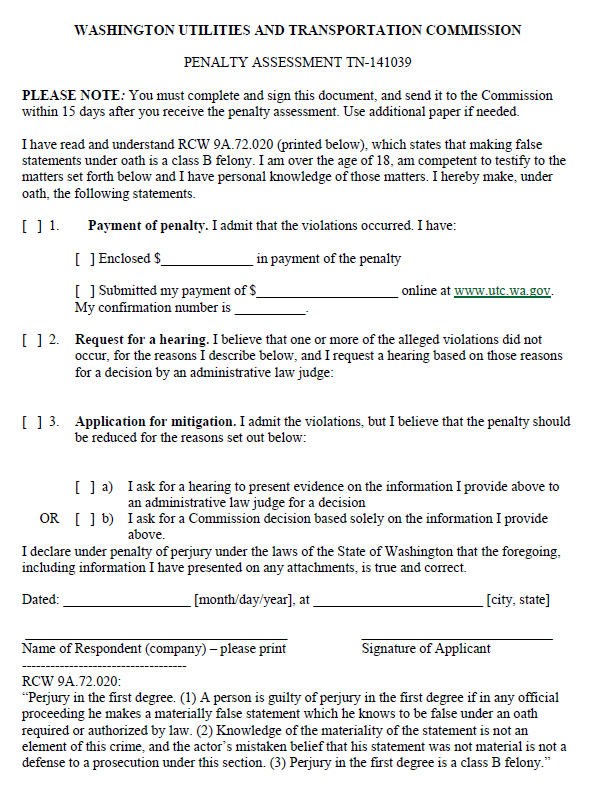 WASHINGTON UTILITIES AND TRANSPORTATION COMMISSION
PENALTY ASSESSMENT TN-141039
PLEASE NOTE: You must complete and sign this document, and send it to the Commission
within 15 days after you receive the penalty assessment. Use additional paper if needed.
I have read and understand RCW 9A.72.020 (printed below), which states that making false
statements under oath is a class B felony. I am over the age of 18, am competent to testify to the
matters set forth below and I have personal knowledge of those matters. I hereby make, under
oath, the following statements.
[ ] 1. Payment of penalty. I admit that the violations occurred. I have:
[ ] Enclosed $______________ in payment of the penalty
[ ] Submitted my payment of $______________________ online at www.utc.wa.gov.
My confirmation number is ___________.
[ ] 2. Request for a hearing. I believe that one or more of the alleged violations did not
occur, for the reasons I describe below, and I request a hearing based on those reasons
for a decision by an administrative law judge:
[ ] 3. Application for mitigation. I admit the violations, but I believe that the penalty should
be reduced for the reasons set out below:
[ ] a) I ask for a hearing to present evidence on the information I provide above to
an administrative law judge for a decision
OR [ ] b) I ask for a Commission decision based solely on the information I provide
above.
I declare under penalty of perjury under the laws of the State of Washington that the foregoing,
including information I have presented on any attachments, is true and correct.
Dated: ____________________ [month/day/year], at __________________________ [city, state]
_________________________________________ ______________________________
Name of Respondent (company) – please print Signature of Applicant
-----------------------------------
RCW 9A.72.020:
“Perjury in the first degree. (1) A person is guilty of perjury in the first degree if in any official
proceeding he makes a materially false statement which he knows to be false under an oath
required or authorized by law. (2) Knowledge of the materiality of the statement is not an
element of this crime, and the actor’s mistaken belief that his statement was not material is not a
defense to a prosecution under this section. (3) Perjury in the first degree is a class B felony.”